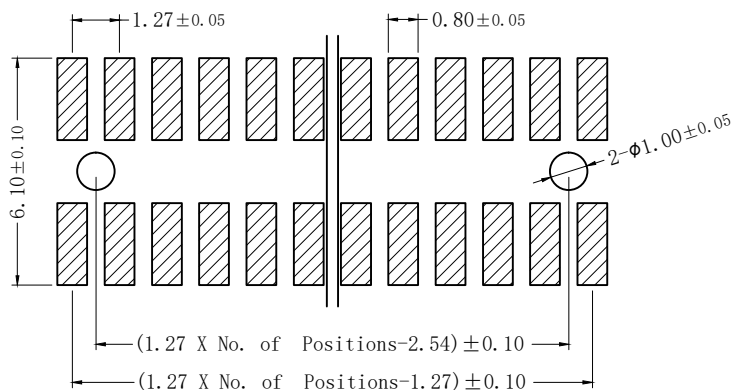 1.27±0.05
0.80±0.05
6.10±0.10
2-ϕ1.00±0.05
(1.27 X No. of Positions-2.54)±0.10
(1.27 X No. of Positions-1.27)±0.10